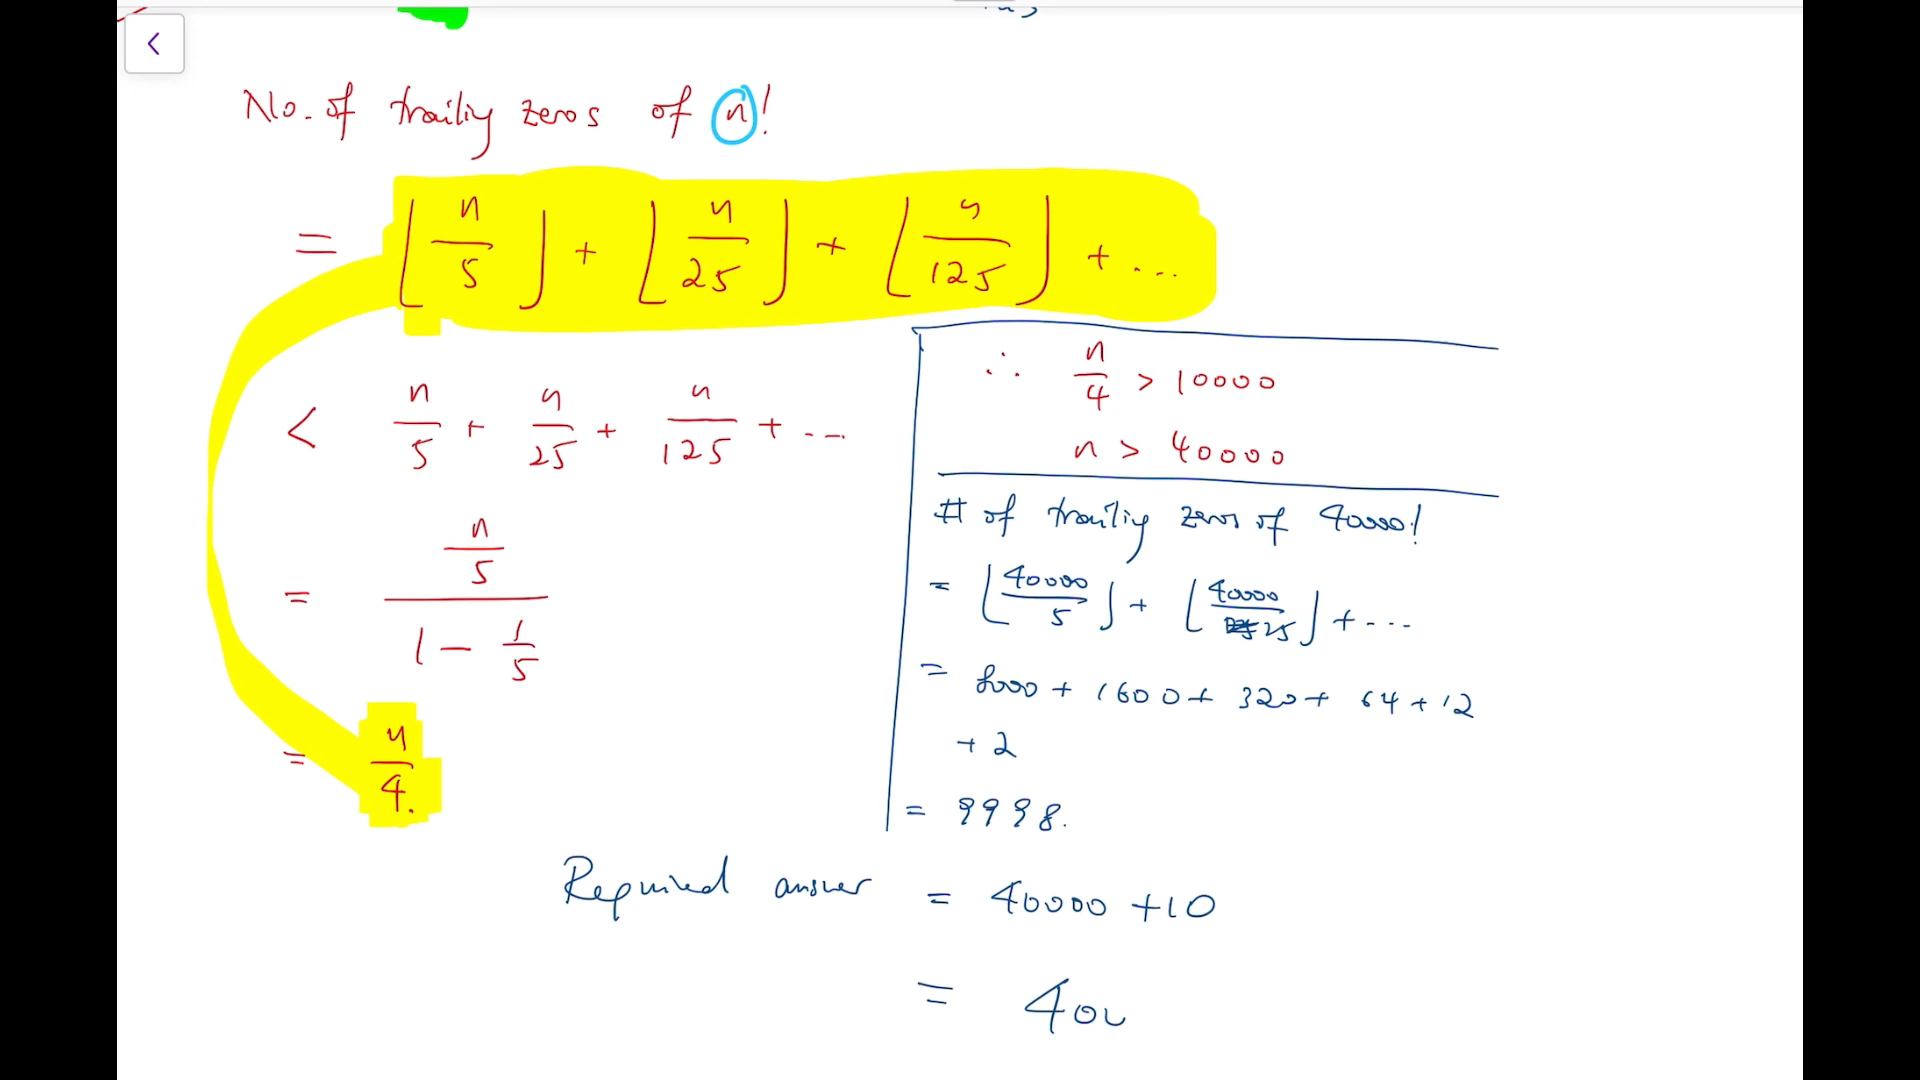 No. of trailiy zeros of n!
= ⌊n/5⌋ + ⌊n/25⌋ + ⌊n/125⌋ + ...
< n/5 + n/25 + n/125 + ...
= (n/5)/(1 - 1/5)
= n/4.
∴ n/4 > 10000
n > 40000
# of trailiy zeros of 40000!
= ⌊40000/5⌋ + ⌊40000/25⌋ + ...
= 8000 + 1600 + 320 + 64 + 12
+ 2
= 9998.
Required answer = 40000 + 10
= 400